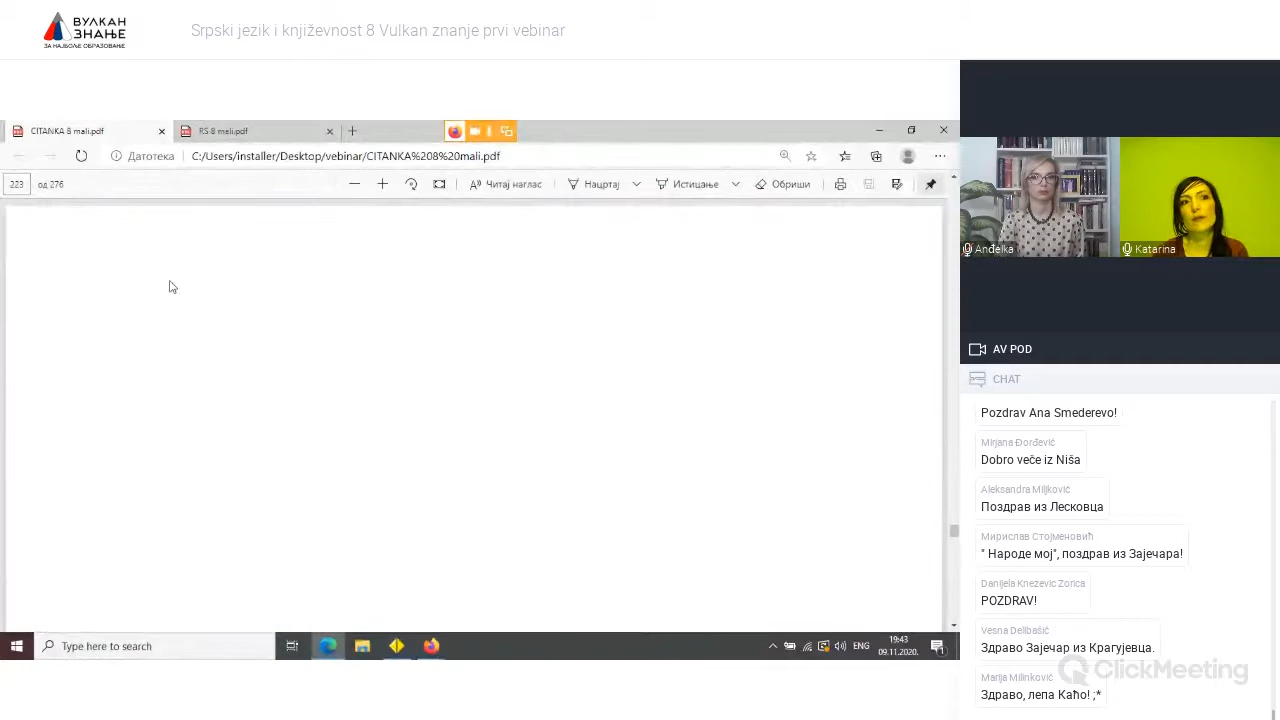 ВУЛКАН
ЗНАЊЕ
ЗА НАЈБОЉЕ ОБРАЗОВАЊЕ
Srpski jezik i književnost 8 Vulkan znanje prvi vebinar
CITANKA 8 mali.pdf
RS 8 mali.pdf
Датотека
C:/Users/installer/Desktop/vebinar/CITANKA%208%20mali.pdf
223
од 276
Читај наглас
Нацртај
Истицање
Обриши
Anđelka
Katarina
AV POD
CHAT
Pozdrav Ana Smederevo!
Mirjana Đorđević
Dobro veče iz Niša
Aleksandra Miljković
Поздрав из Лесковца
Мирислав Стојменовић
" Народе мој", поздрав из Зајечара!
Danijela Knezevic Zorica
POZDRAV!
Vesna Delibašić
Здраво Зајечар из Крагујевца.
Marija Milinković
Здраво, лепа Каћо! ;*
ClickMeeting
Type here to search
ENG
19:43
09.11.2020.
1